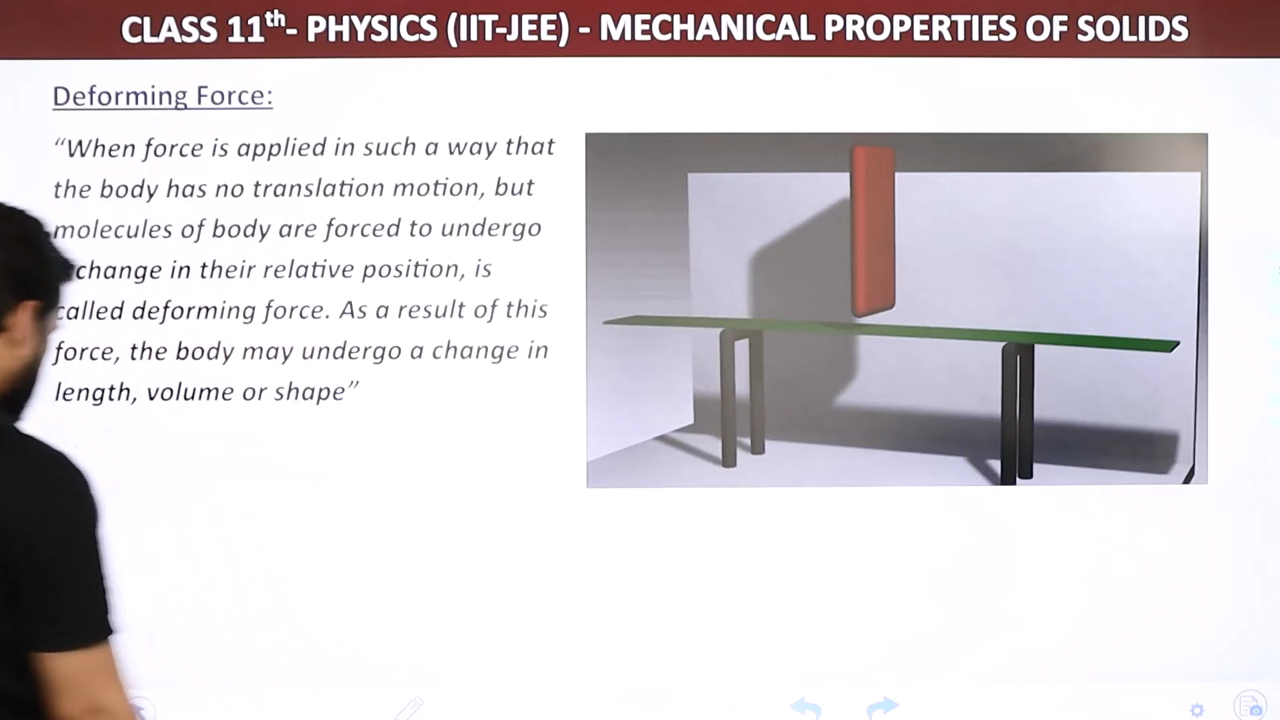 CLASS 11th- PHYSICS (IIT-JEE) - MECHANICAL PROPERTIES OF SOLIDS
Deforming Force:
“When force is applied in such a way that
the body has no translation motion, but
molecules of body are forced to undergo
change in their relative position, is
called deforming force. As a result of this
force, the body may undergo a change in
length, volume or shape”